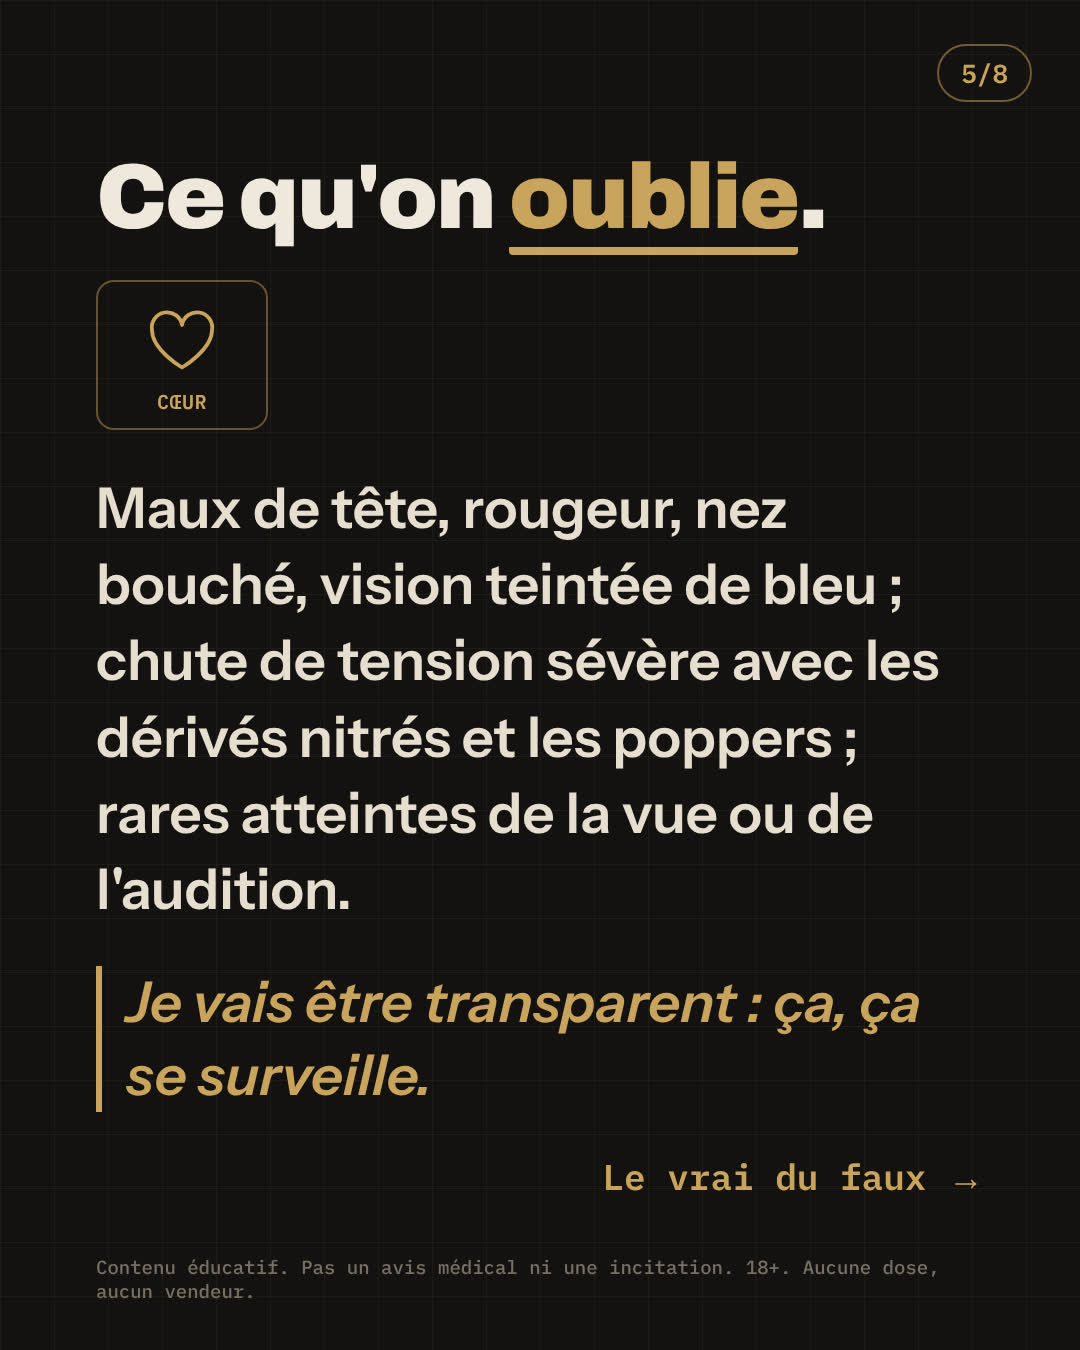 5/8
Ce qu'on oublie.
CŒUR
Maux de tête, rougeur, nez
bouché, vision teintée de bleu ;
chute de tension sévère avec les
dérivés nitrés et les poppers ;
rares atteintes de la vue ou de
l'audition.
Je vais être transparent : ça, ça
se surveille.
Le vrai du faux →
Contenu éducatif. Pas un avis médical ni une incitation. 18+. Aucune dose,
aucun vendeur.